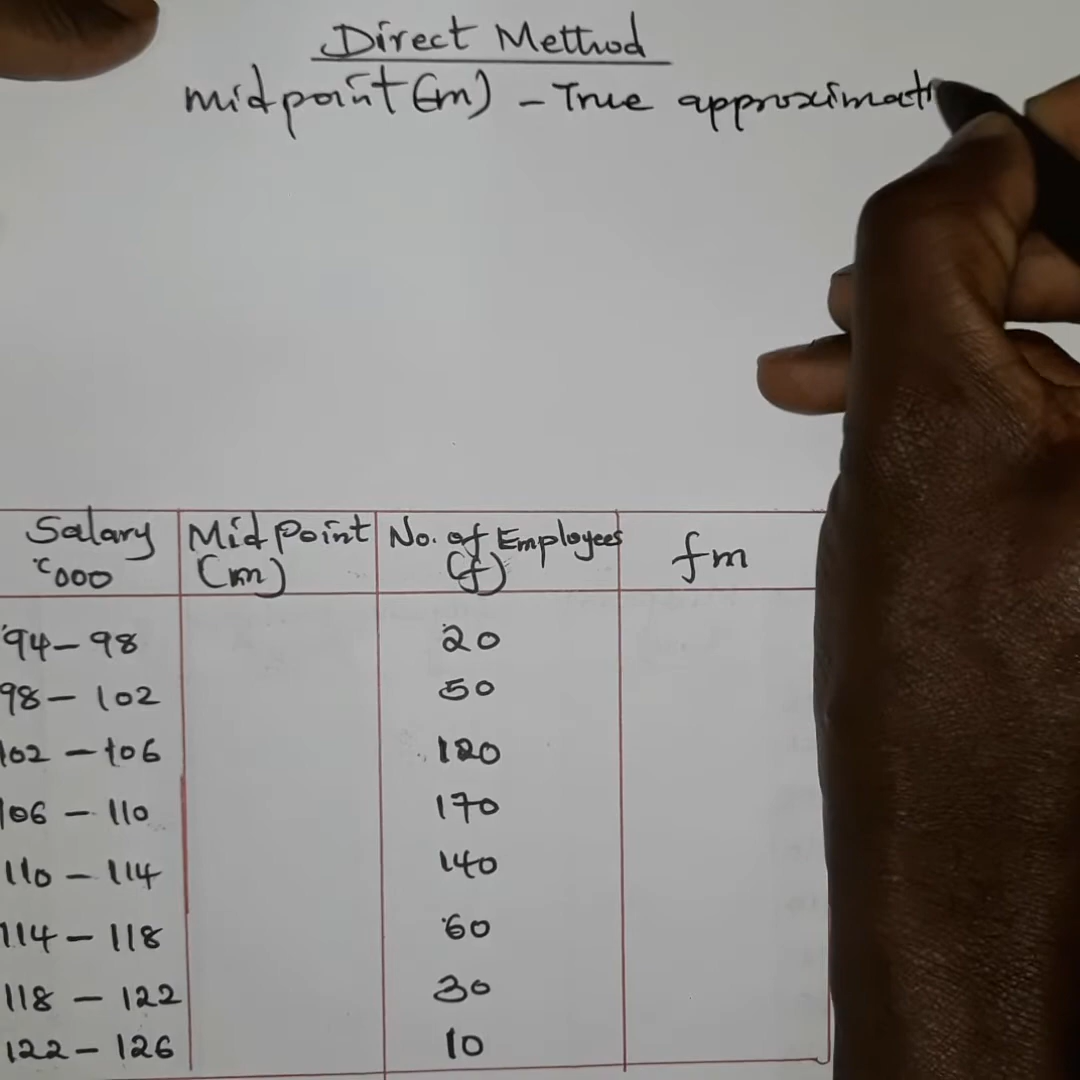 Direct Method
midpoint (m) - True approximati
Salary Mid Point No. of Employees fm
'000 (m) (f)
94 - 98 20
98 - 102 50
102 - 106 120
106 - 110 170
110 - 114 140
114 - 118 60
118 - 122 30
122 - 126 10